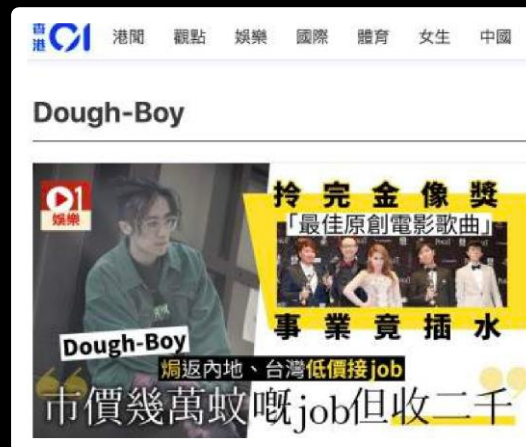 香港01 港聞 觀點 娛樂 國際 體育 女生 中國
Dough-Boy
01
娛樂
拎完金像獎
「最佳原創電影歌曲」
事業竟插水
Dough-Boy
焗返內地、台灣低價接job
“市價幾萬蚊嘅job但收二千”